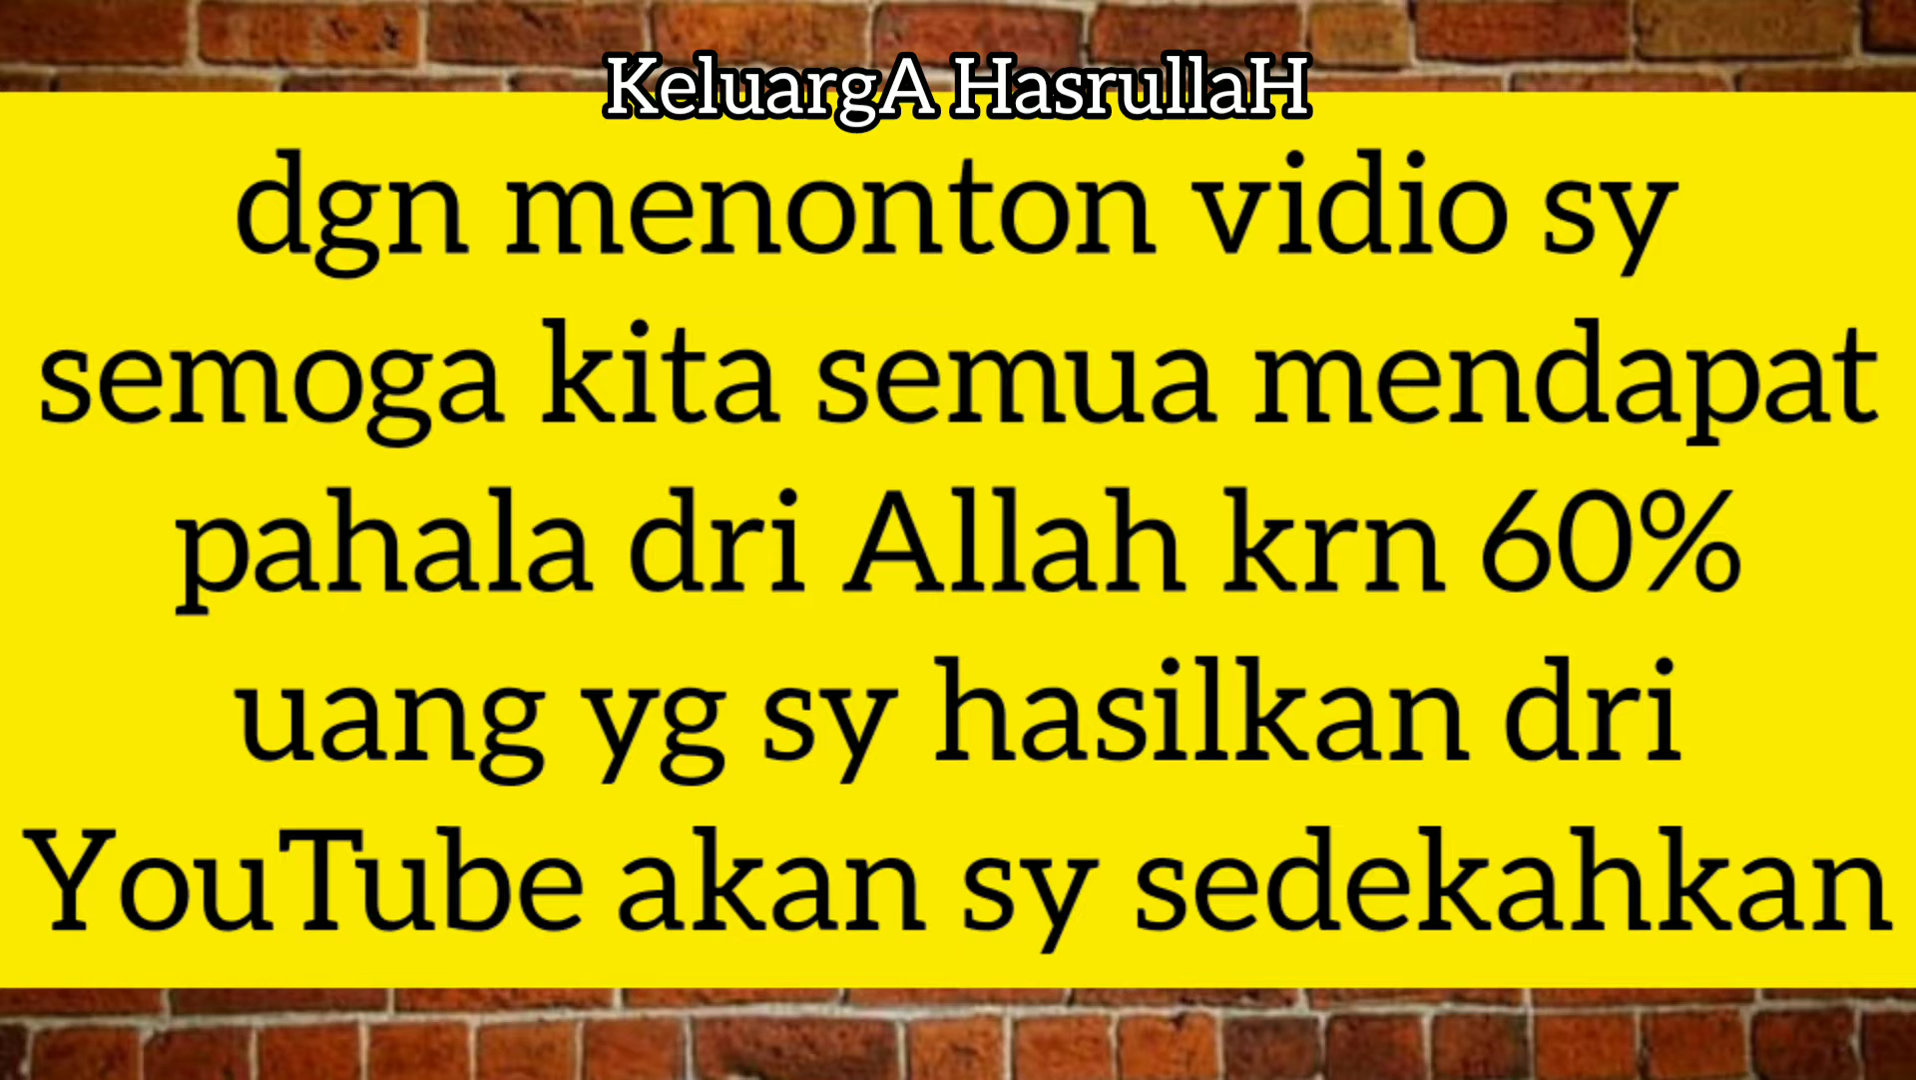 KeluargA HasrullaH
dgn menonton vidio sy
semoga kita semua mendapat
pahala dri Allah krn 60%
uang yg sy hasilkan dri
YouTube akan sy sedekahkan